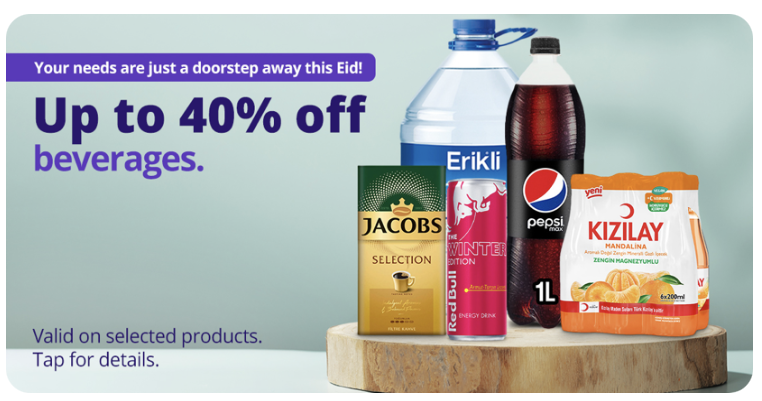 Your needs are just a doorstep away this Eid!
Up to 40% off
beverages.
Valid on selected products.
Tap for details.
Erikli
JACOBS
SELECTION
THE
WINTER
EDITION
Red Bull
ENERGY DRINK
pepsi
max
1L
yeni
KIZILAY
MANDALİNA
ZENGİN MAGNEZYUMLU
6x200ml